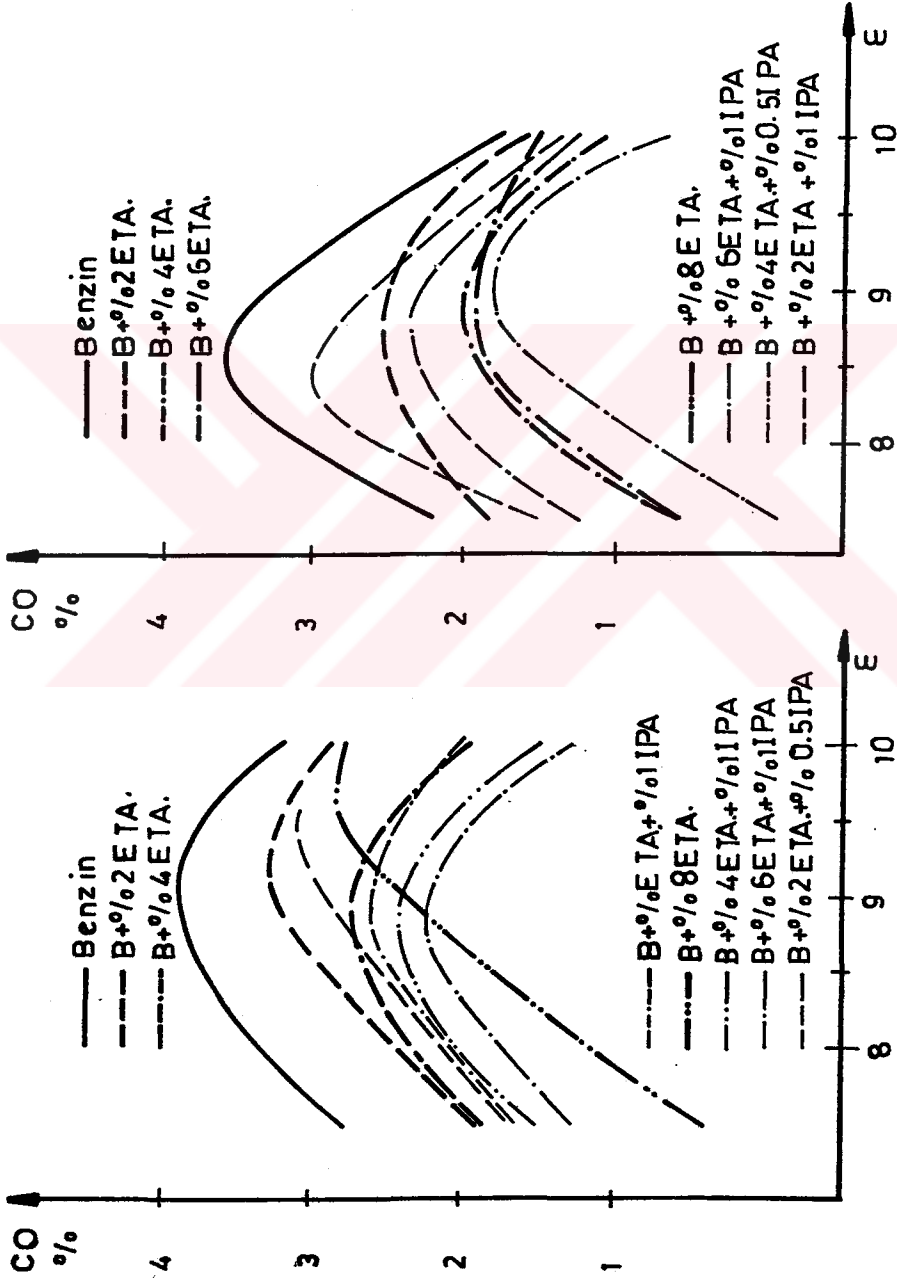 CO
%
4
3
2
1
8
9
10
ε
Benzin
B+%2ETA.
B+%4ETA.
B+%ETA+%1IPA
B+%8ETA.
B+%4ETA+%1IPA
B+%6ETA+%1IPA
B+%2ETA.+%0.5IPA
CO
%
4
3
2
1
8
9
10
ε
Benzin
B+%2ETA.
B+%4ETA.
B+%6ETA.
B+%8ETA.
B+%6ETA.+%1IPA
B+%4ETA.+%0.5IPA
B+%2ETA+%1IPA